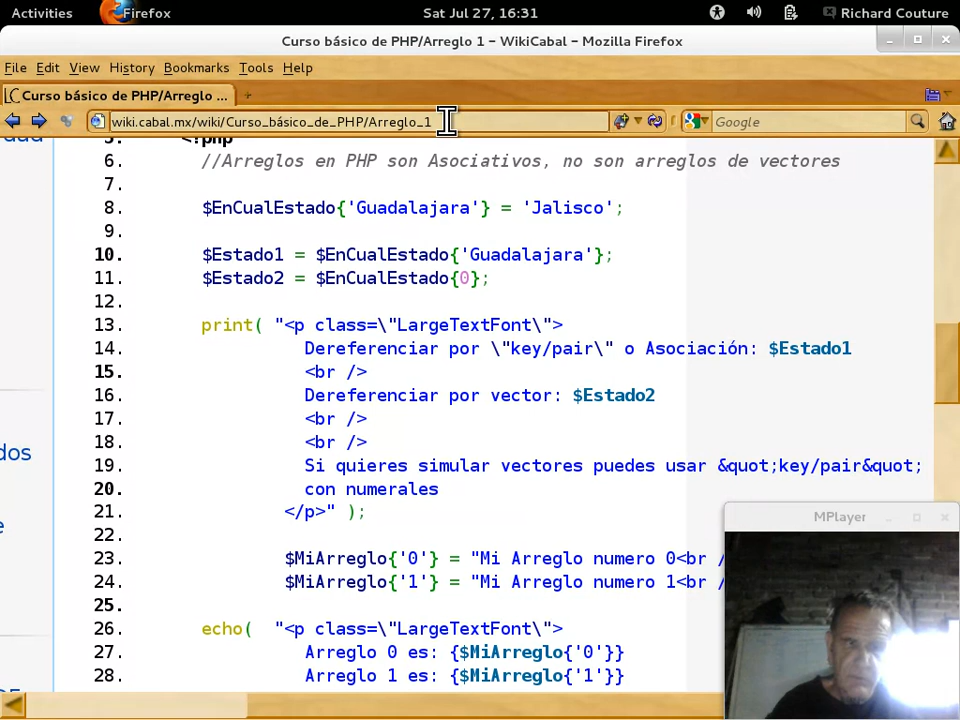 Activities Firefox Sat Jul 27, 16:31 Richard Couture
Curso básico de PHP/Arreglo 1 - WikiCabal - Mozilla Firefox
File Edit View History Bookmarks Tools Help
Curso básico de PHP/Arreglo ...
wiki.cabal.mx/wiki/Curso_básico_de_PHP/Arreglo_1 Google
5. <?php
6. //Arreglos en PHP son Asociativos, no son arreglos de vectores
7.
8. $EnCualEstado{'Guadalajara'} = 'Jalisco';
9.
10. $Estado1 = $EnCualEstado{'Guadalajara'};
11. $Estado2 = $EnCualEstado{0};
12.
13. print( "<p class=\"LargeTextFont\">
14. Dereferenciar por \"key/pair\" o Asociación: $Estado1
15. <br />
16. Dereferenciar por vector: $Estado2
17. <br />
18. <br />
19. Si quieres simular vectores puedes usar &quot;key/pair&quot;
20. con numerales
21. </p>" );
22.
23. $MiArreglo{'0'} = "Mi Arreglo numero 0<br /
24. $MiArreglo{'1'} = "Mi Arreglo numero 1<br /
25.
26. echo( "<p class=\"LargeTextFont\">
27. Arreglo 0 es: {$MiArreglo{'0'}}
28. Arreglo 1 es: {$MiArreglo{'1'}}
dos
e
MPlayer